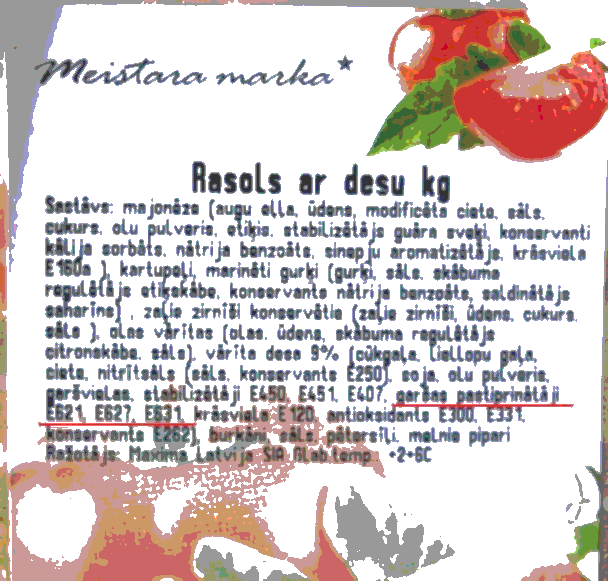 Meistara marka*
Rasols ar desu kg
Sastāvs: majonēze (augu eļļa, ūdens, modificēta ciete, sāls,
cukurs, olu pulveris, etiķis, stabilizētājs guāra sveķi, konservanti
kālija sorbāts, nātrija benzoāts, sinepju aromatizētājs, krāsviela
E160a ), kartupeļi, marinēti gurķi (gurķi, sāls, skābuma
regulētājs etiķskābe, konservants nātrija benzoāts, saldinātājs
saharīns) , zaļie zirnīši konservētie (zaļie zirnīši, ūdens, cukurs,
sāls ), olas vārītas (olas, ūdens, skābuma regulētājs
citronskābe, sāls), vārīta desa 9% (cūkgaļa, liellopu gaļa,
ciete, nitrītsāls (sāls, konservants E250), soja, olu pulveris,
garšvielas, stabilizētāji E450, E451, E407, garšas pastiprinātāji
E621, E627, E631, krāsviela E120, antioksidants E300, E331,
konservants E262), burkāni, sāls, pētersīļi, melnie pipari
Ražotājs: Maxima Latvija SIA Glab.temp. +2+6C